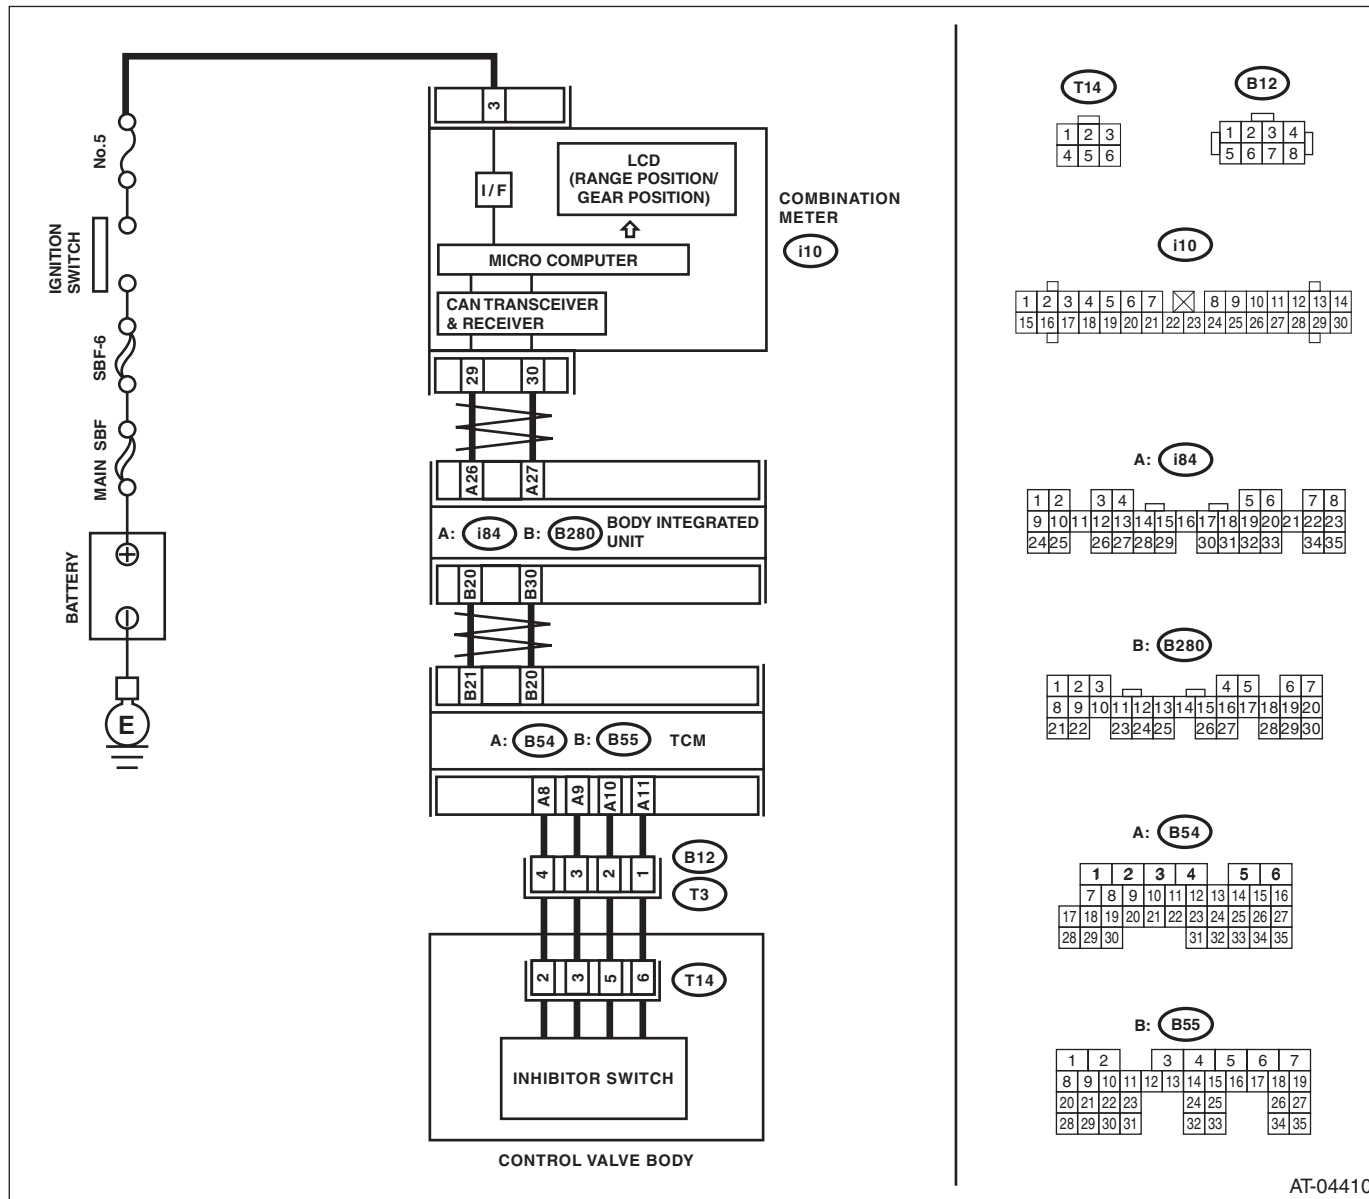 3
No.5
IGNITION
SWITCH
SBF-6
MAIN SBF
BATTERY
E
I/F
LCD
(RANGE POSITION/
GEAR POSITION)
MICRO COMPUTER
CAN TRANSCEIVER
& RECEIVER
COMBINATION
METER
i10
29 30
A26 A27
A: i84 B: B280 BODY INTEGRATED
UNIT
B20 B30
B21 B20
A: B54 B: B55 TCM
A8 A9 A10 A11
4 3 2 1
B12
T3
2 3 5 6
T14
INHIBITOR SWITCH
CONTROL VALVE BODY
T14
1 2 3
4 5 6
B12
1 2 3 4
5 6 7 8
i10
1 2 3 4 5 6 7 8 9 10 11 12 13 14
15 16 17 18 19 20 21 22 23 24 25 26 27 28 29 30
A: i84
1 2 3 4 5 6 7 8
9 10 11 12 13 14 15 16 17 18 19 20 21 22 23
24 25 26 27 28 29 30 31 32 33 34 35
B: B280
1 2 3 4 5 6 7
8 9 10 11 12 13 14 15 16 17 18 19 20
21 22 23 24 25 26 27 28 29 30
A: B54
1 2 3 4 5 6
7 8 9 10 11 12 13 14 15 16
17 18 19 20 21 22 23 24 25 26 27
28 29 30 31 32 33 34 35
B: B55
1 2 3 4 5 6 7
8 9 10 11 12 13 14 15 16 17 18 19
20 21 22 23 24 25 26 27
28 29 30 31 32 33 34 35
AT-04410